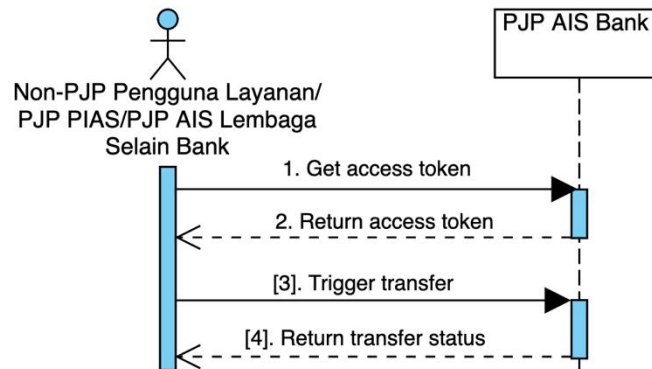 PJP AIS Bank
Non-PJP Pengguna Layanan/
PJP PIAS/PJP AIS Lembaga
Selain Bank
1. Get access token
2. Return access token
[3]. Trigger transfer
[4]. Return transfer status